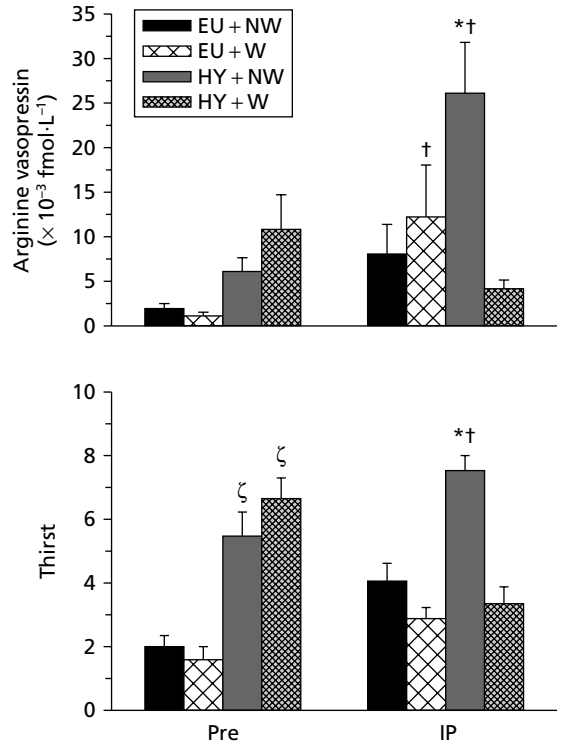 35
30
25
20
15
10
5
0
Arginine vasopressin
(× 10⁻³ fmol·L⁻¹)
EU + NW
EU + W
HY + NW
HY + W
†
*†
10
8
6
4
2
0
Thirst
ζ
ζ
*†
Pre
IP